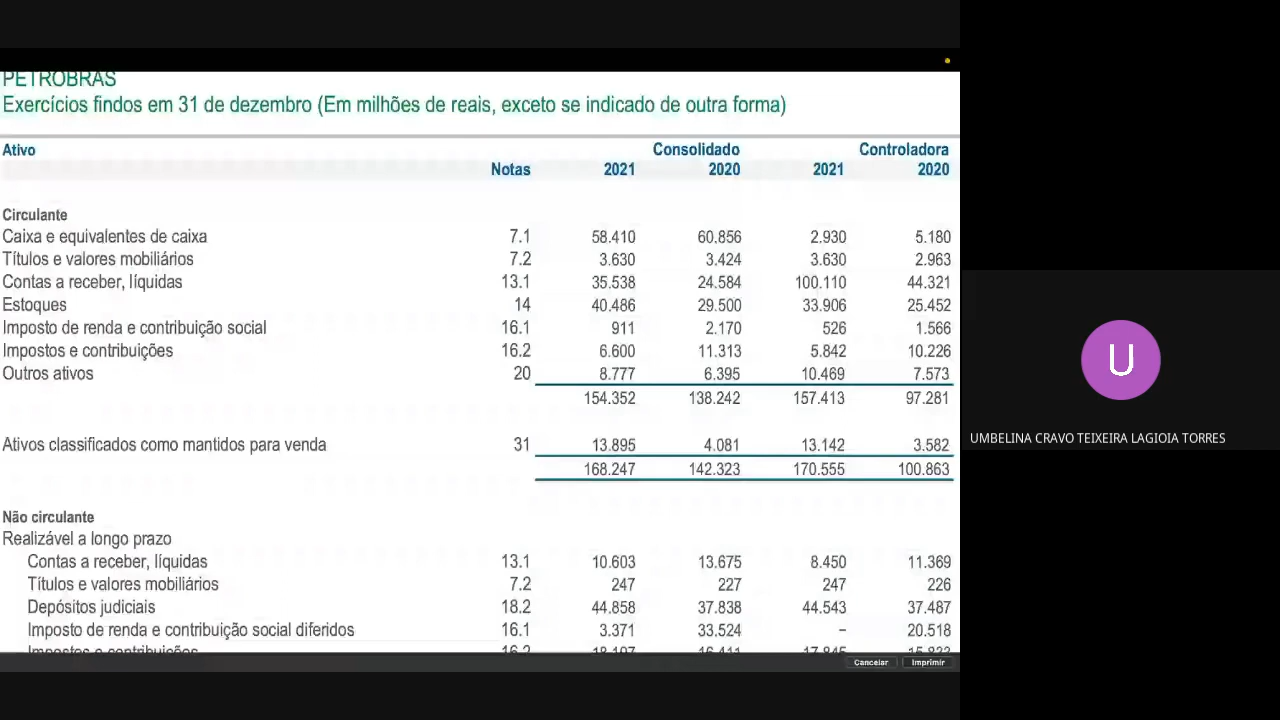 PETROBRAS
Exercícios findos em 31 de dezembro (Em milhões de reais, exceto se indicado de outra forma)
Ativo Consolidado Controladora
Notas 2021 2020 2021 2020
Circulante
Caixa e equivalentes de caixa 7.1 58.410 60.856 2.930 5.180
Títulos e valores mobiliários 7.2 3.630 3.424 3.630 2.963
Contas a receber, líquidas 13.1 35.538 24.584 100.110 44.321
Estoques 14 40.486 29.500 33.906 25.452
Imposto de renda e contribuição social 16.1 911 2.170 526 1.566
Impostos e contribuições 16.2 6.600 11.313 5.842 10.226
Outros ativos 20 8.777 6.395 10.469 7.573
154.352 138.242 157.413 97.281
Ativos classificados como mantidos para venda 31 13.895 4.081 13.142 3.582
168.247 142.323 170.555 100.863
Não circulante
Realizável a longo prazo
Contas a receber, líquidas 13.1 10.603 13.675 8.450 11.369
Títulos e valores mobiliários 7.2 247 227 247 226
Depósitos judiciais 18.2 44.858 37.838 44.543 37.487
Imposto de renda e contribuição social diferidos 16.1 3.371 33.524 – 20.518
Impostos e contribuições 16.2
Cancelar Imprimir
U
UMBELINA CRAVO TEIXEIRA LAGIOIA TORRES